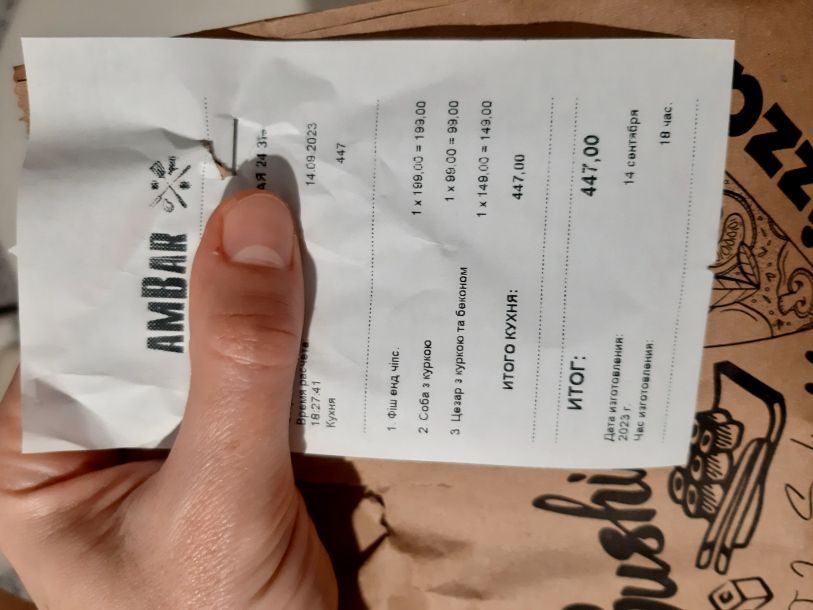 AMBAR
АЯ 24 31
Время расчета 14.09.2023
18:27:41
Кухня 447
1. Фіш енд чіпс. 1 x 199,00 = 199,00
2 Соба з куркою 1 x 99,00 = 99,00
3 Цезар з куркою та беконом 1 x 149,00 = 149,00
ИТОГО КУХНЯ: 447,00
ИТОГ: 447,00
Дата изготовления: 14 сентября
2023 г.
Час изготовления: 18 час.
ozz
Sushi